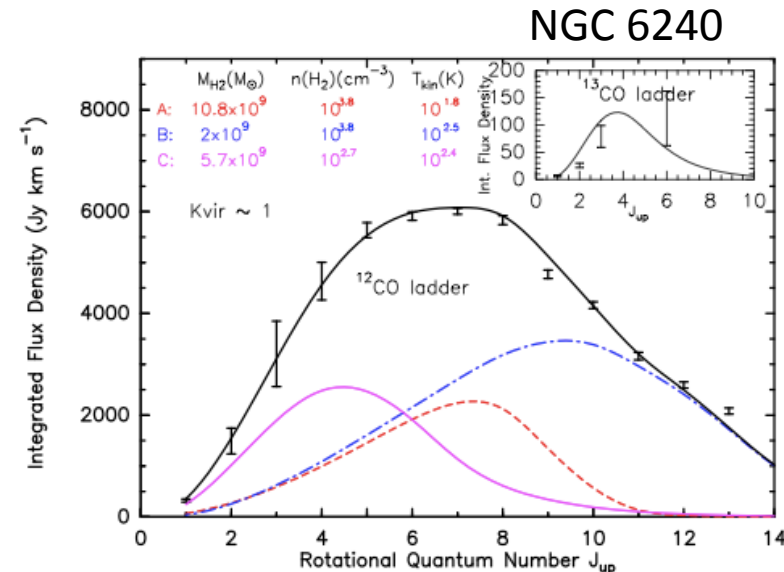 NGC 6240
M_H2(M_⊙) n(H_2)(cm^-3) T_kin(K)
A: 10.8x10^9 10^3.8 10^1.8
B: 2x10^9 10^3.8 10^2.5
C: 5.7x10^9 10^2.7 10^2.4
Kvir ~ 1
^12CO ladder
Integrated Flux Density (Jy km s^-1)
8000
6000
4000
2000
0
0 2 4 6 8 10 12 14
Rotational Quantum Number J_up
^13CO ladder
Int. Flux Density
200
150
100
50
0
0 2 4 6 8 10
J_up